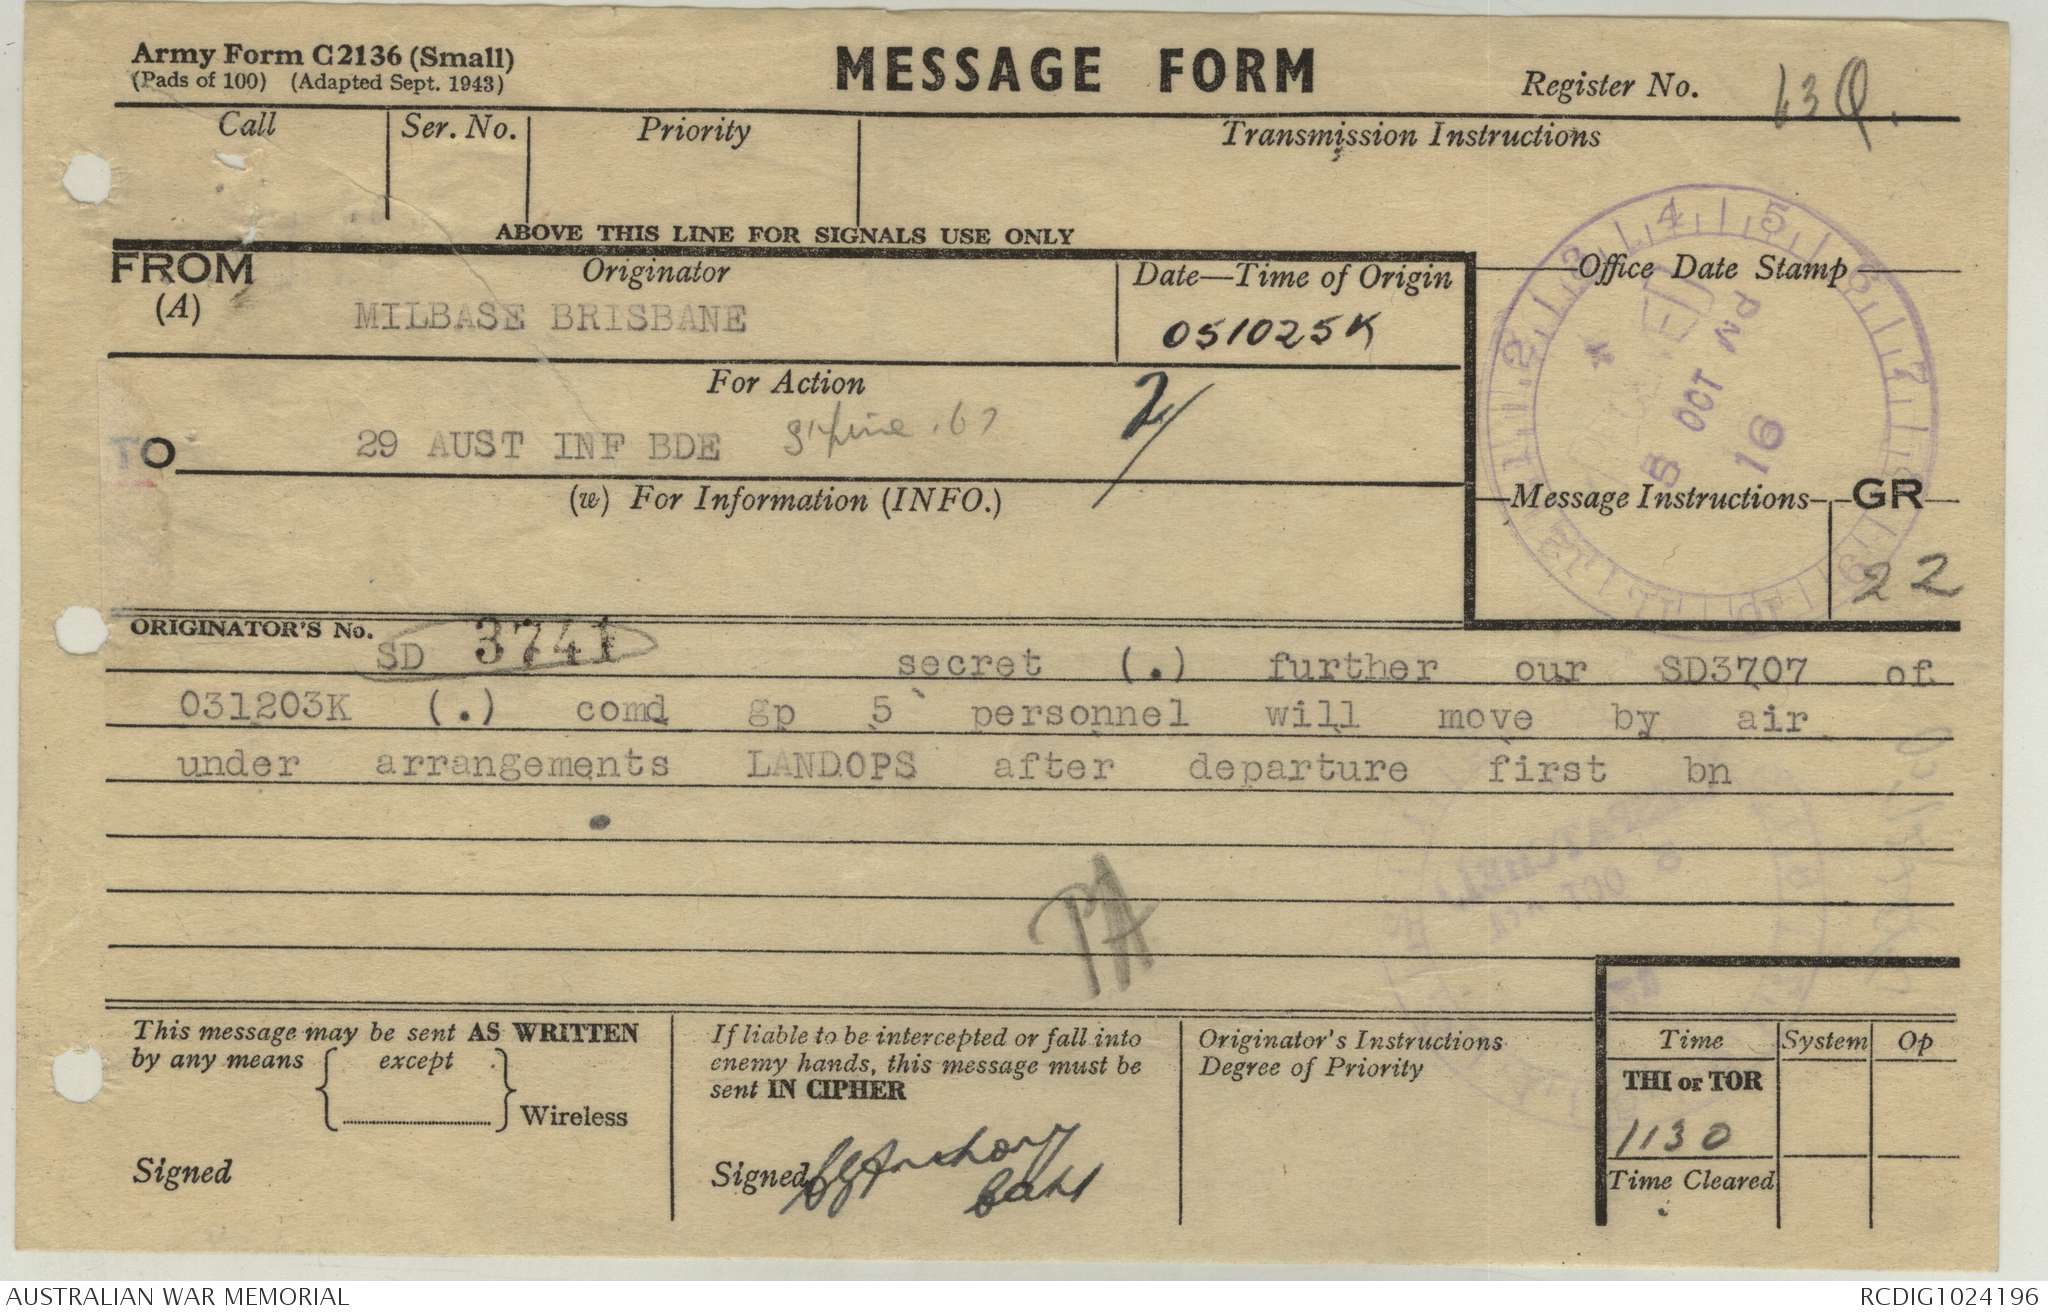 Army Form C2136 (Small)
(Pads of 100) (Adapted Sept. 1943)
MESSAGE FORM
Register No.
Call
Ser. No.
Priority
Transmission Instructions
ABOVE THIS LINE FOR SIGNALS USE ONLY
FROM
(A)
Originator
MILBASE BRISBANE
Date—Time of Origin
051025K
Office Date Stamp
5 OCT
16
For Action
TO
29 AUST INF BDE
2/
(w) For Information (INFO.)
Message Instructions
GR
22
ORIGINATOR'S No.
SD 3741 secret (.) further our SD3707 of
031203K (.) comd gp 5 personnel will move by air
under arrangements LANDOPS after departure first bn
PA
This message may be sent AS WRITTEN
by any means { except } Wireless
Signed
If liable to be intercepted or fall into
enemy hands, this message must be
sent IN CIPHER
Signed
Capt
Originator's Instructions
Degree of Priority
Time
System
Op
THI or TOR
1130
Time Cleared
AUSTRALIAN WAR MEMORIAL
RCDIG1024196